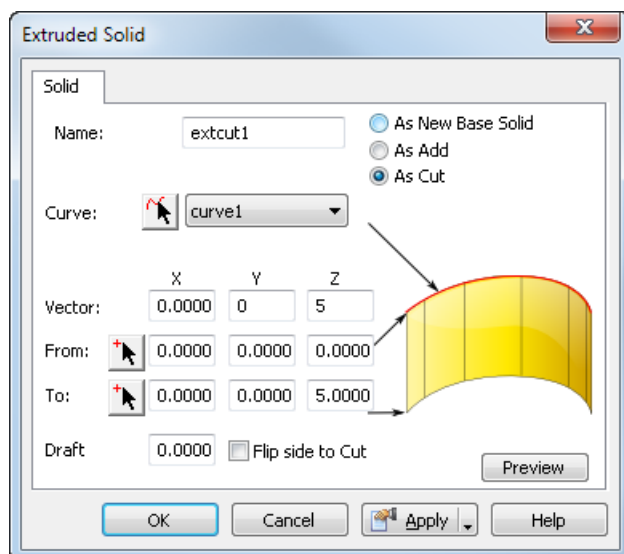 Extruded Solid
Solid
Name: extcut1
As New Base Solid
As Add
As Cut
Curve: curve1
X Y Z
Vector: 0.0000 0 5
From: 0.0000 0.0000 0.0000
To: 0.0000 0.0000 5.0000
Draft 0.0000 Flip side to Cut
Preview
OK Cancel Apply Help